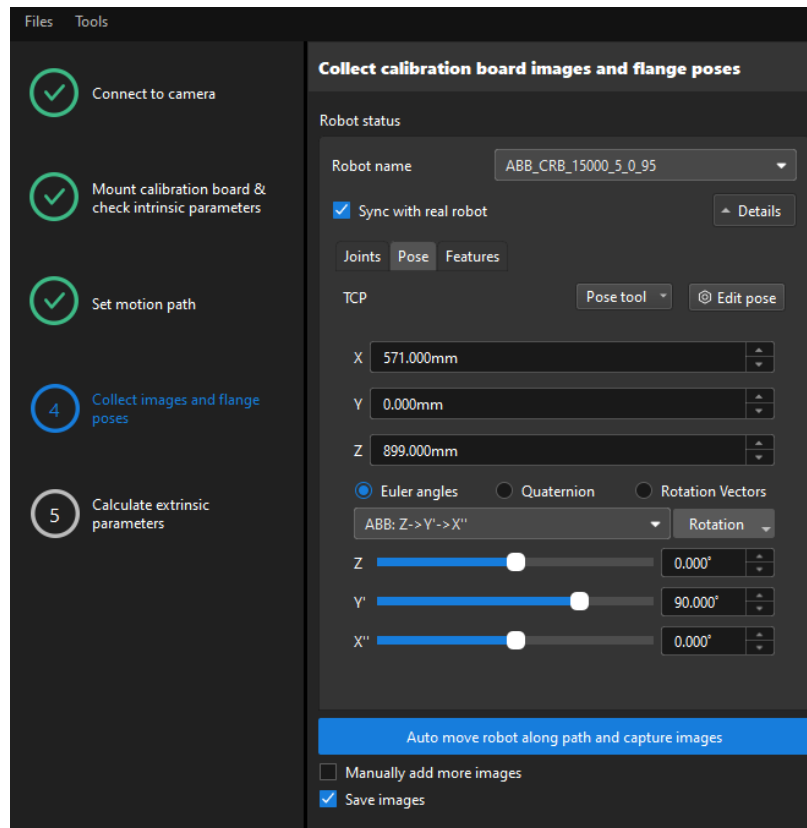 Files Tools
Connect to camera
Mount calibration board &
check intrinsic parameters
Set motion path
4
Collect images and flange
poses
5
Calculate extrinsic
parameters
Collect calibration board images and flange poses
Robot status
Robot name ABB_CRB_15000_5_0_95
Sync with real robot Details
Joints Pose Features
TCP Pose tool Edit pose
X 571.000mm
Y 0.000mm
Z 899.000mm
Euler angles Quaternion Rotation Vectors
ABB: Z->Y'->X'' Rotation
Z 0.000°
Y' 90.000°
X'' 0.000°
Auto move robot along path and capture images
Manually add more images
Save images